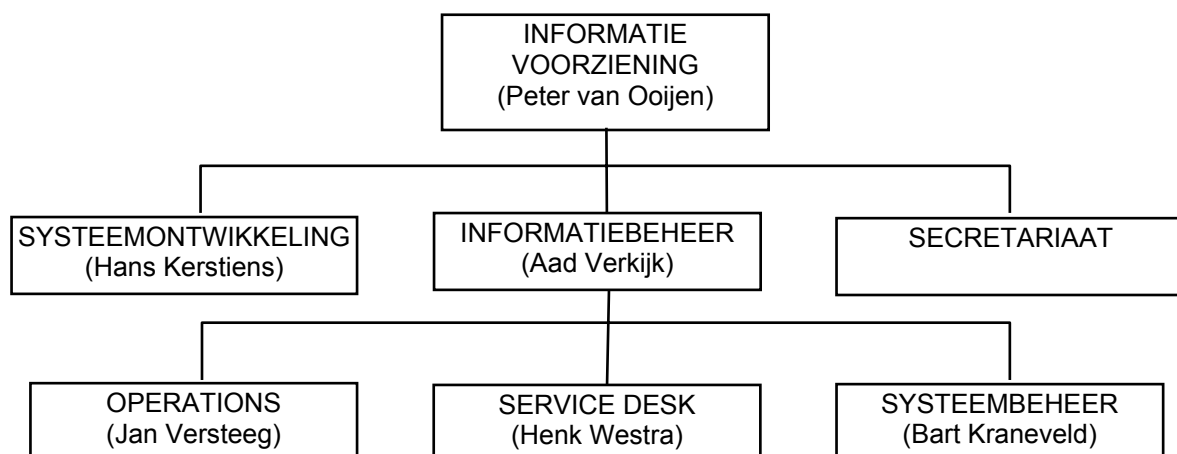 INFORMATIE
VOORZIENING
(Peter van Ooijen)
SYSTEEMONTWIKKELING
(Hans Kerstiens)
INFORMATIEBEHEER
(Aad Verkijk)
SECRETARIAAT
OPERATIONS
(Jan Versteeg)
SERVICE DESK
(Henk Westra)
SYSTEEMBEHEER
(Bart Kraneveld)